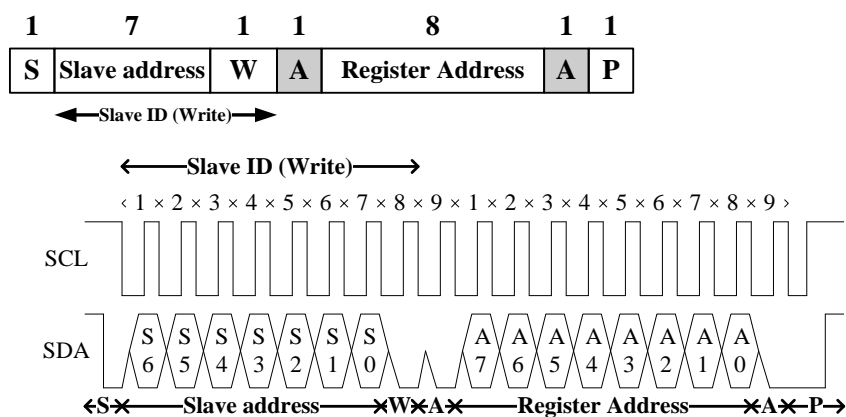 1 7 1 1 8 1 1
S Slave address W A Register Address A P
Slave ID (Write)
Slave ID (Write)
‹ 1 × 2 × 3 × 4 × 5 × 6 × 7 × 8 × 9 × 1 × 2 × 3 × 4 × 5 × 6 × 7 × 8 × 9 ›
SCL
SDA S6 S5 S4 S3 S2 S1 S0 A7 A6 A5 A4 A3 A2 A1 A0
S Slave address W A Register Address A P